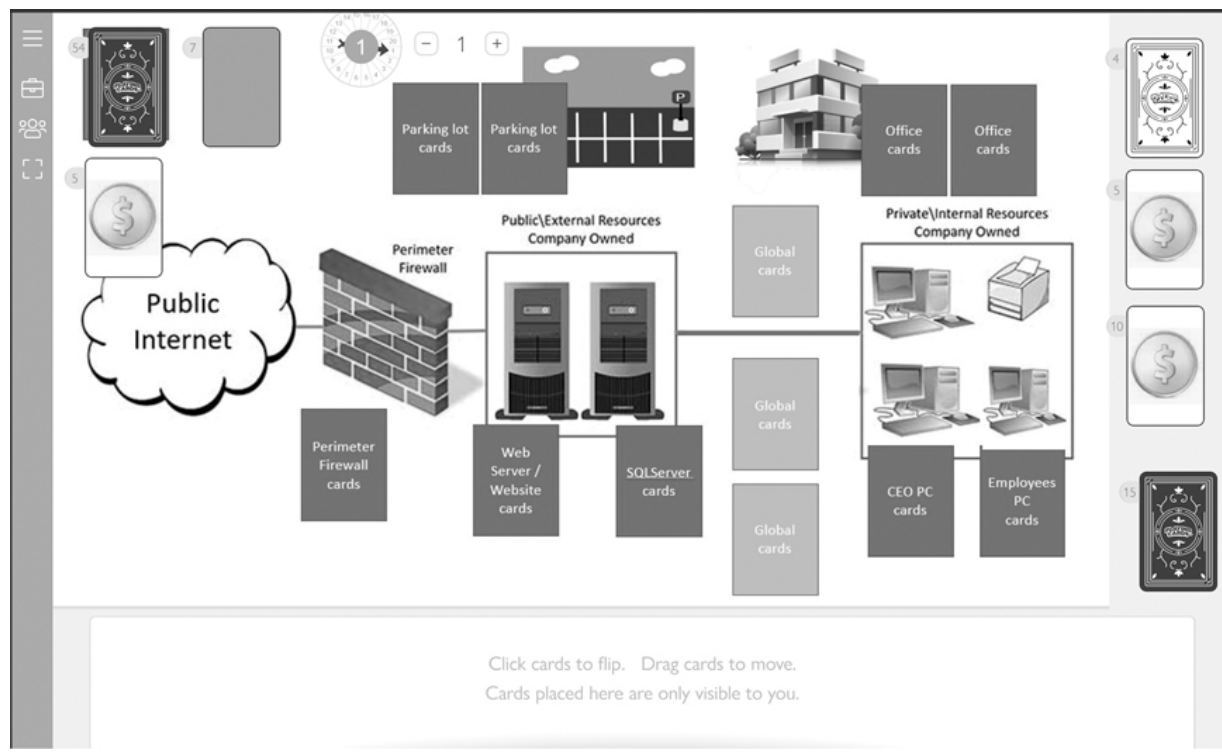 54
7
1
1
4
5
5
10
15
P
Parking lot
cards
Parking lot
cards
Office
cards
Office
cards
Public\External Resources
Company Owned
Private\Internal Resources
Company Owned
Perimeter
Firewall
Public
Internet
Global
cards
Global
cards
Global
cards
Perimeter
Firewall
cards
Web
Server /
Website
cards
SQLServer
cards
CEO PC
cards
Employees
PC
cards
Click cards to flip. Drag cards to move.
Cards placed here are only visible to you.